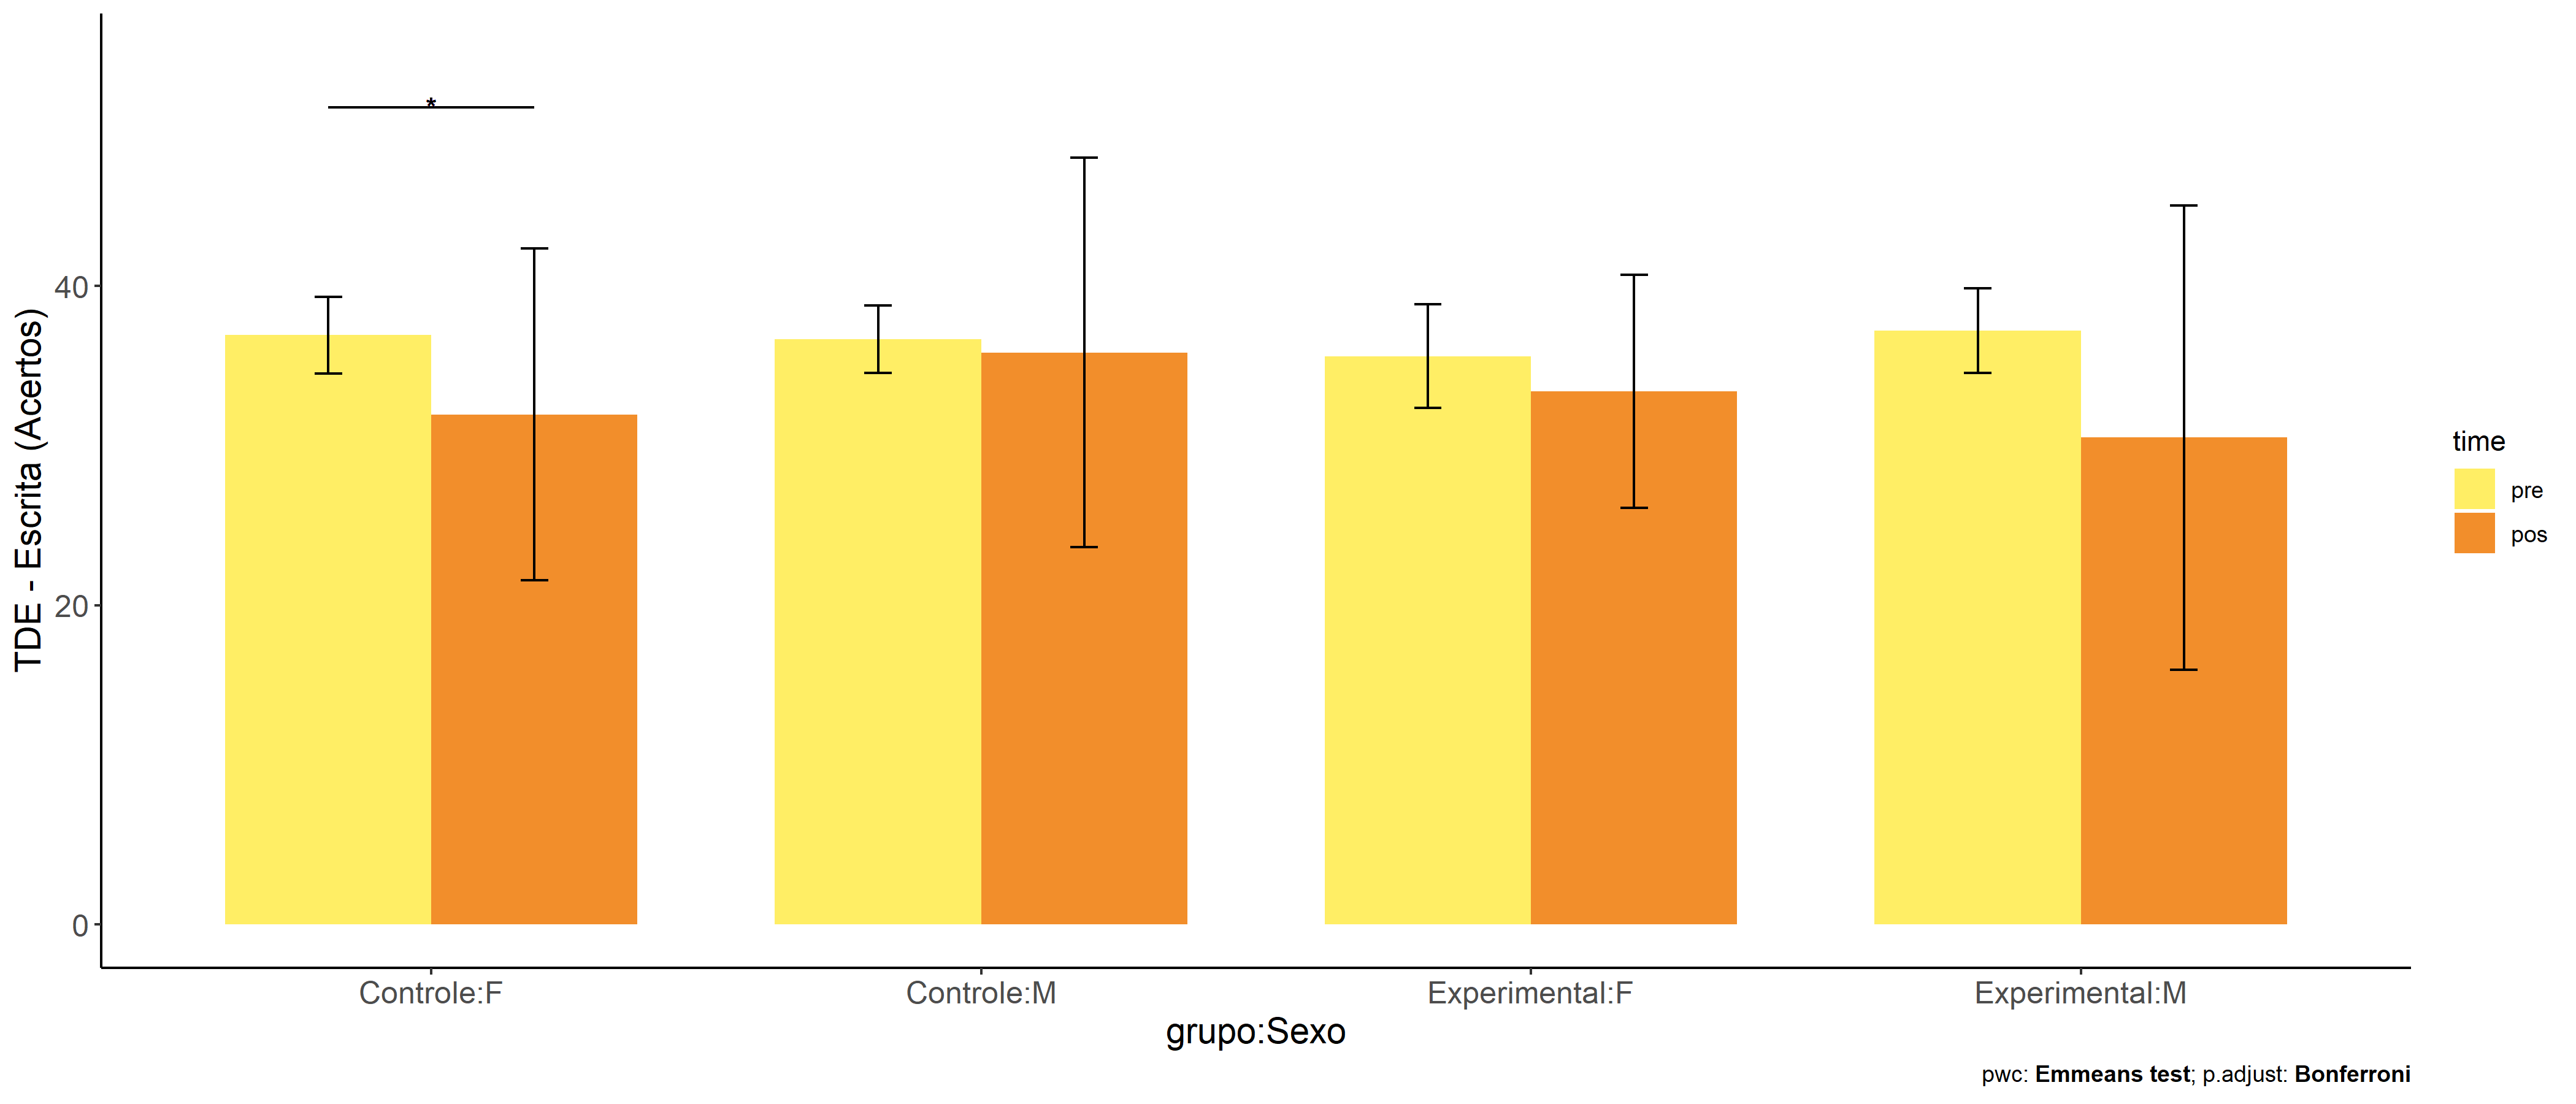 *
TDE - Escrita (Acertos)
40
20
0
time
pre
pos
Controle:F
Controle:M
Experimental:F
Experimental:M
grupo:Sexo
pwc: Emmeans test; p.adjust: Bonferroni